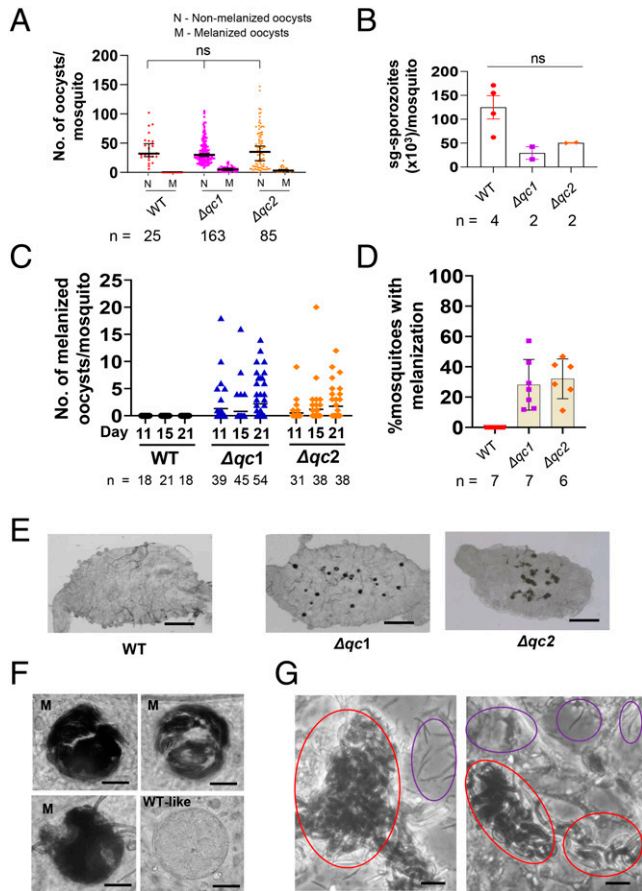 A
N - Non-melanized oocysts
M - Melanized oocysts
No. of oocysts/
mosquito
200
150
100
50
0
ns
N M N M N M
WT Δqc1 Δqc2
n = 25 163 85
B
sg-sporozoites
(x10³)/mosquito
200
150
100
50
0
ns
WT Δqc1 Δqc2
n = 4 2 2
C
No. of melanized
oocysts/mosquito
25
20
15
10
5
0
Day 11 15 21 11 15 21 11 15 21
WT Δqc1 Δqc2
n = 18 21 18 39 45 54 31 38 38
D
%mosquitoes with
melanization
100
80
60
40
20
0
WT Δqc1 Δqc2
n = 7 7 6
E
WT Δqc1 Δqc2
F
M M
M WT-like
G